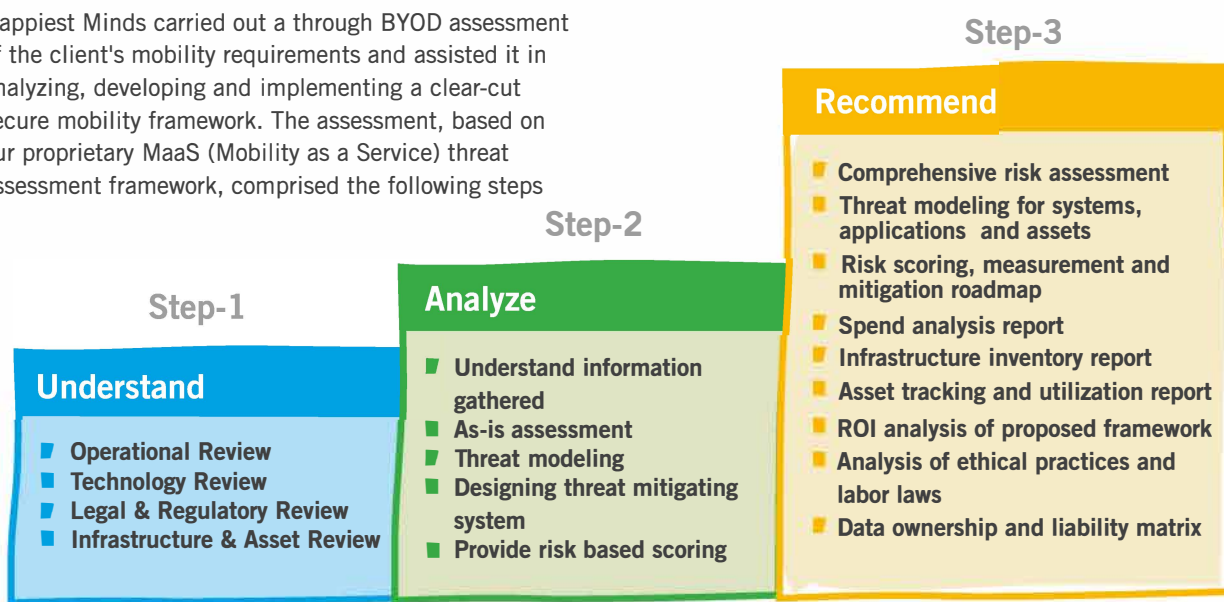 appiest Minds carried out a through BYOD assessment
f the client's mobility requirements and assisted it in
nalyzing, developing and implementing a clear-cut
ecure mobility framework. The assessment, based on
ur proprietary MaaS (Mobility as a Service) threat
ssessment framework, comprised the following steps
Step-1
Understand
Operational Review
Technology Review
Legal & Regulatory Review
Infrastructure & Asset Review
Step-2
Analyze
Understand information
gathered
As-is assessment
Threat modeling
Designing threat mitigating
system
Provide risk based scoring
Step-3
Recommend
Comprehensive risk assessment
Threat modeling for systems,
applications and assets
Risk scoring, measurement and
mitigation roadmap
Spend analysis report
Infrastructure inventory report
Asset tracking and utilization report
ROI analysis of proposed framework
Analysis of ethical practices and
labor laws
Data ownership and liability matrix